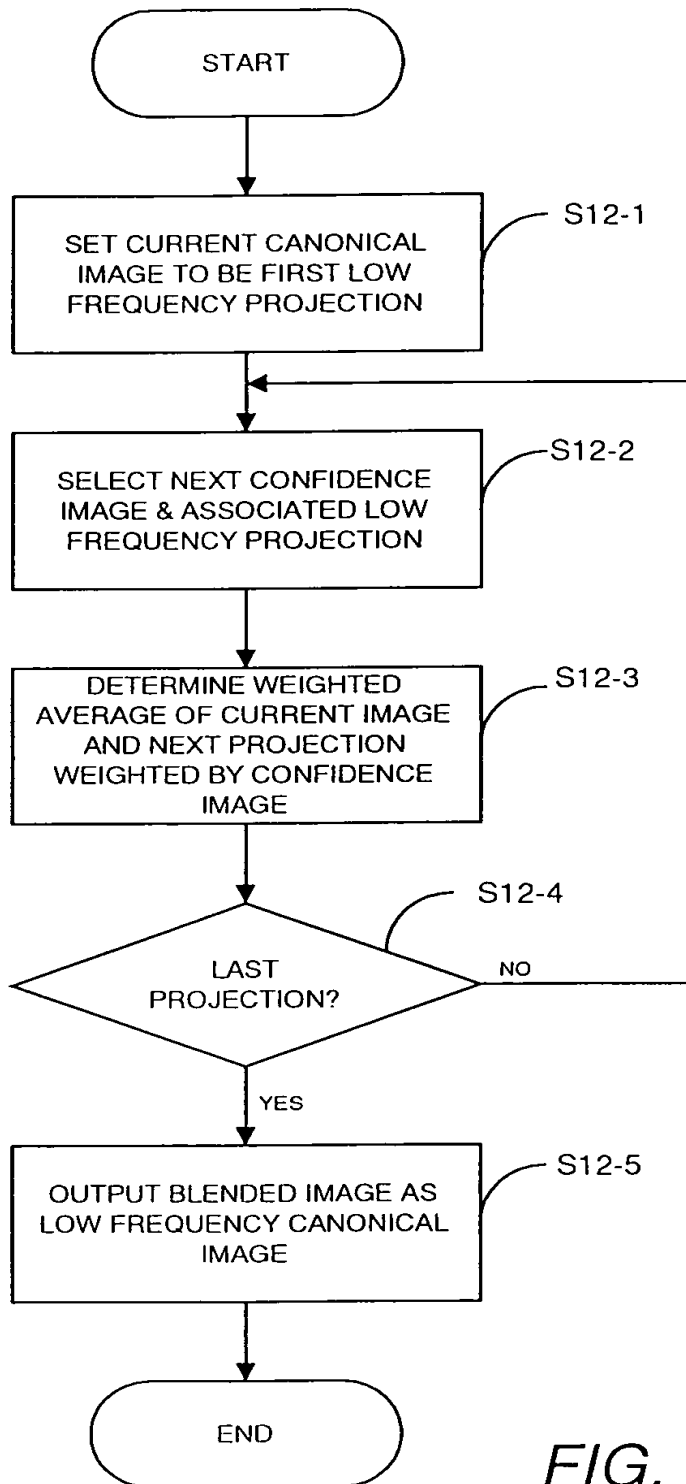 START
SET CURRENT CANONICAL
IMAGE TO BE FIRST LOW
FREQUENCY PROJECTION
S12-1
SELECT NEXT CONFIDENCE
IMAGE & ASSOCIATED LOW
FREQUENCY PROJECTION
S12-2
DETERMINE WEIGHTED
AVERAGE OF CURRENT IMAGE
AND NEXT PROJECTION
WEIGHTED BY CONFIDENCE
IMAGE
S12-3
LAST
PROJECTION?
S12-4
NO
YES
OUTPUT BLENDED IMAGE AS
LOW FREQUENCY CANONICAL
IMAGE
S12-5
END
FIG.